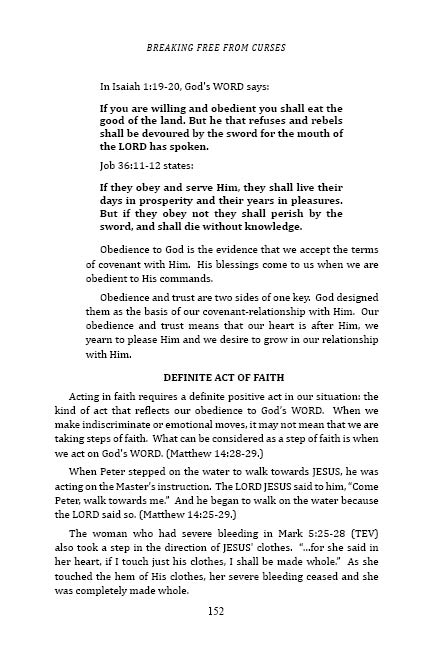 BREAKING FREE FROM CURSES
In Isaiah 1:19-20, God's WORD says:
If you are willing and obedient you shall eat the
good of the land. But he that refuses and rebels
shall be devoured by the sword for the mouth of
the LORD has spoken.
Job 36:11-12 states:
If they obey and serve Him, they shall live their
days in prosperity and their years in pleasures.
But if they obey not they shall perish by the
sword, and shall die without knowledge.
Obedience to God is the evidence that we accept the terms
of covenant with Him. His blessings come to us when we are
obedient to His commands.
Obedience and trust are two sides of one key. God designed
them as the basis of our covenant-relationship with Him. Our
obedience and trust means that our heart is after Him, we
yearn to please Him and we desire to grow in our relationship
with Him.
DEFINITE ACT OF FAITH
Acting in faith requires a definite positive act in our situation: the
kind of act that reflects our obedience to God's WORD. When we
make indiscriminate or emotional moves, it may not mean that we are
taking steps of faith. What can be considered as a step of faith is when
we act on God's WORD. (Matthew 14:28-29.)
When Peter stepped on the water to walk towards JESUS, he was
acting on the Master's instruction. The LORD JESUS said to him, "Come
Peter, walk towards me." And he began to walk on the water because
the LORD said so. (Matthew 14:25-29.)
The woman who had severe bleeding in Mark 5:25-28 (TEV)
also took a step in the direction of JESUS' clothes. "...for she said in
her heart, if I touch just his clothes, I shall be made whole." As she
touched the hem of His clothes, her severe bleeding ceased and she
was completely made whole.
152